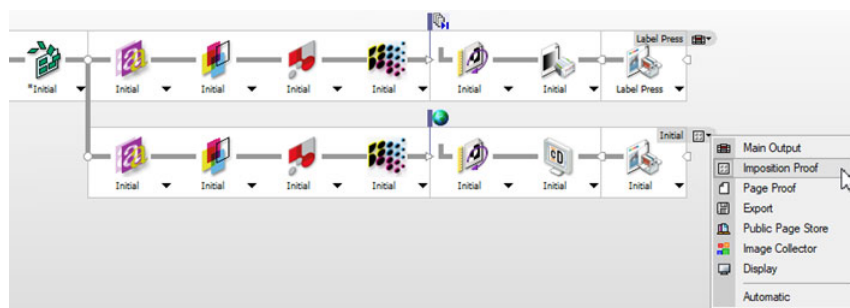 Label Press
"Initial Initial Initial Initial Initial Initial Initial Label Press
Initial
Initial Initial Initial Initial Initial Initial Initial
Main Output
Imposition Proof
Page Proof
Export
Public Page Store
Image Collector
Display
Automatic